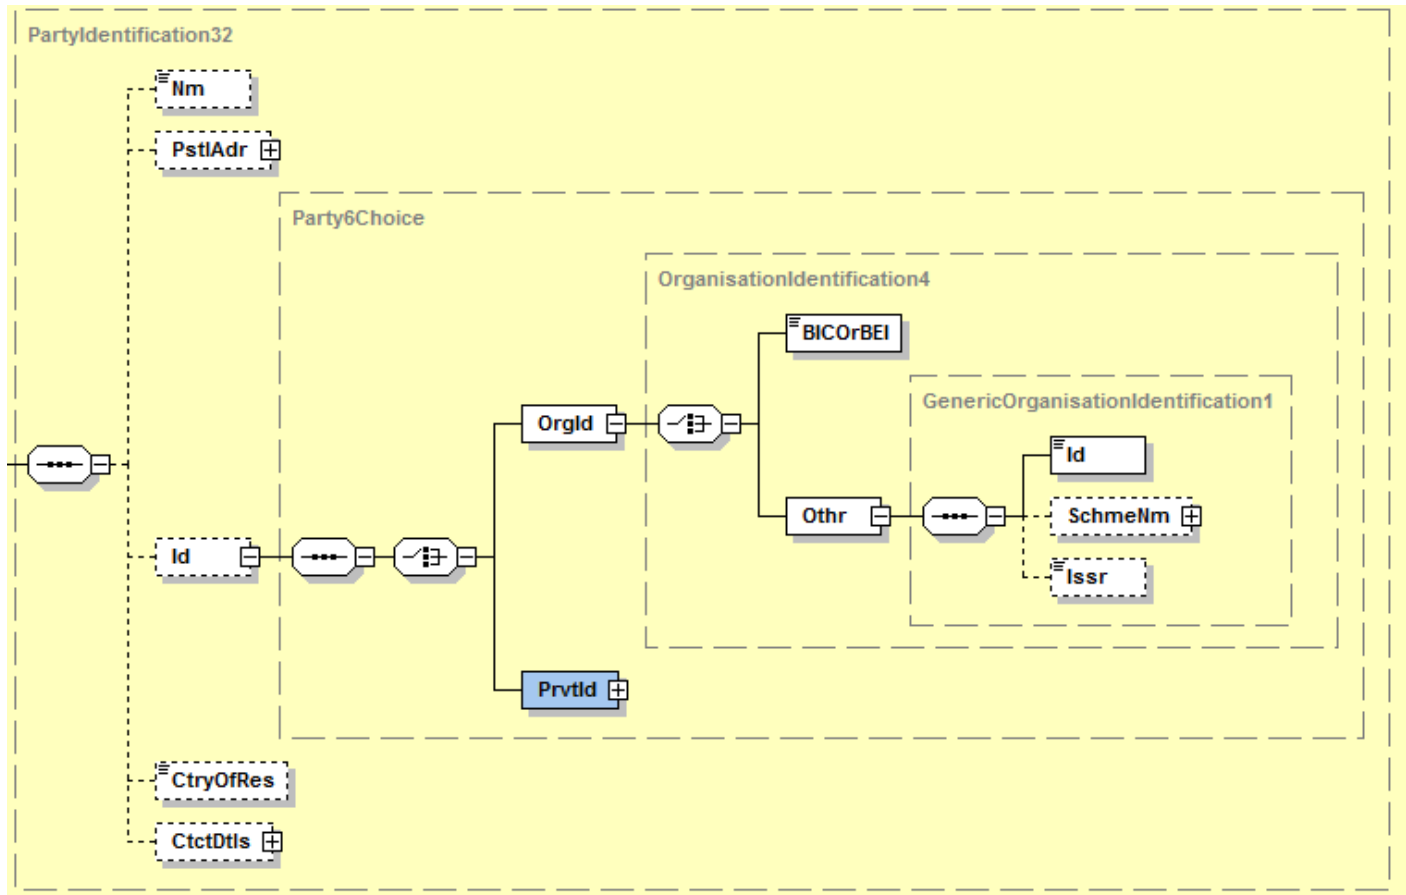 PartyIdentification32
Nm
PstlAdr
Party6Choice
OrganisationIdentification4
BICOrBEI
GenericOrganisationIdentification1
OrgId
Id
Othr
SchmeNm
Id
Issr
PrvtId
CtryOfRes
CtctDtls